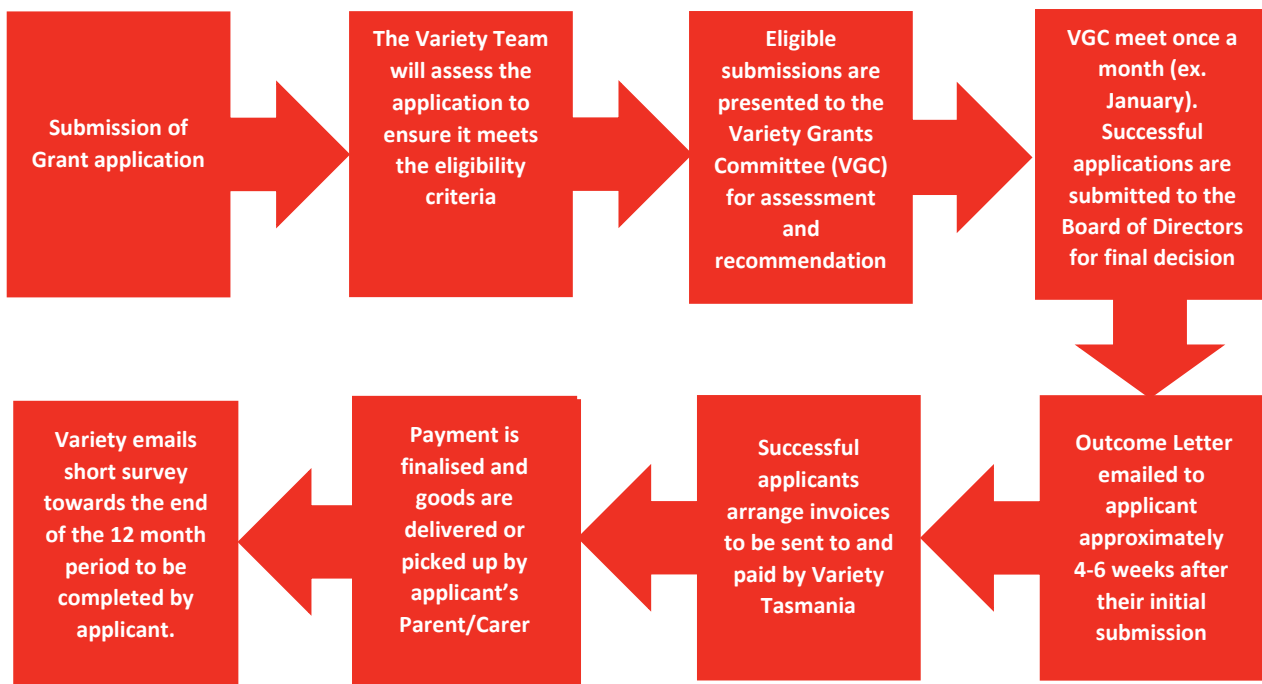 Submission of
Grant application
The Variety Team
will assess the
application to
ensure it meets
the eligibility
criteria
Eligible
submissions are
presented to the
Variety Grants
Committee (VGC)
for assessment
and
recommendation
VGC meet once a
month (ex.
January).
Successful
applications are
submitted to the
Board of Directors
for final decision
Outcome Letter
emailed to
applicant
approximately
4-6 weeks after
their initial
submission
Successful
applicants
arrange invoices
to be sent to and
paid by Variety
Tasmania
Payment is
finalised and
goods are
delivered or
picked up by
applicant’s
Parent/Carer
Variety emails
short survey
towards the end
of the 12 month
period to be
completed by
applicant.